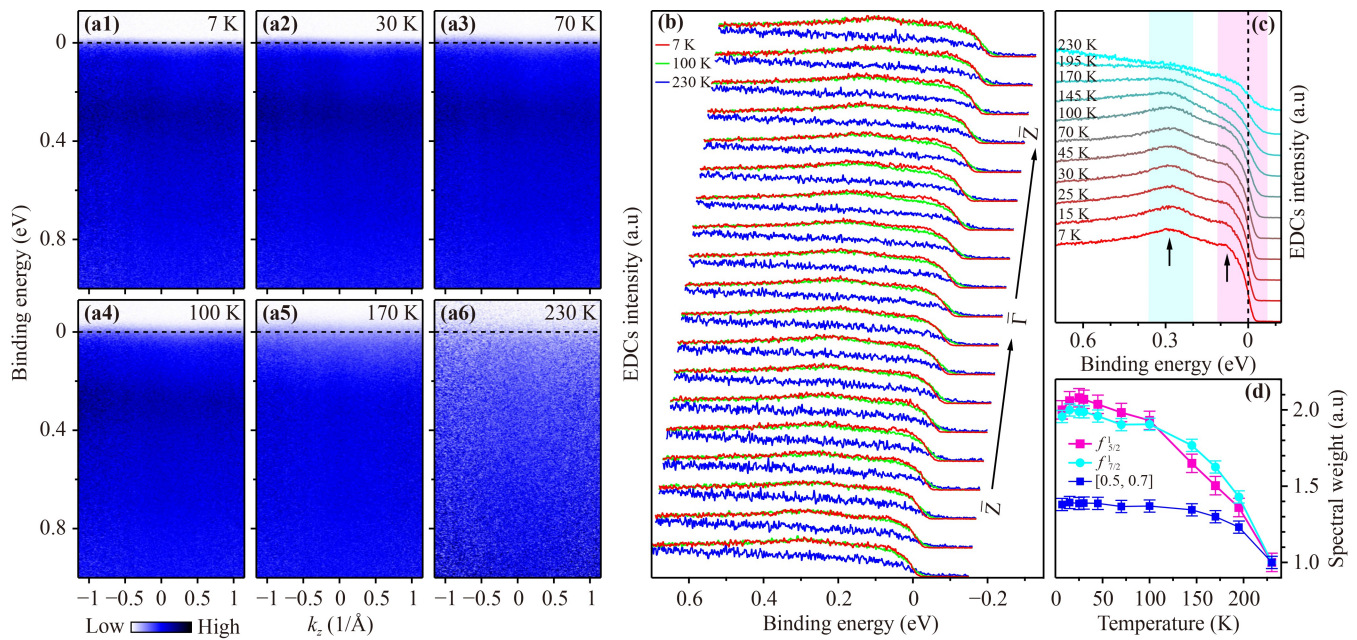 (a1) 7 K
(a2) 30 K
(a3) 70 K
0
0.4
0.8
Binding energy (eV)
(a4) 100 K
(a5) 170 K
(a6) 230 K
0
0.4
0.8
−1 −0.5 0 0.5 1
−1 −0.5 0 0.5 1
−1 −0.5 0 0.5 1
Low High
k_z (1/Å)
(b)
7 K
100 K
230 K
EDCs intensity (a.u)
Z̄
Γ̄
Z̄
0.6 0.4 0.2 0 −0.2
Binding energy (eV)
(c)
230 K
195 K
170 K
145 K
100 K
70 K
45 K
30 K
25 K
15 K
7 K
EDCs intensity (a.u)
0.6 0.3 0
Binding energy (eV)
(d)
f¹₅/₂
f¹₇/₂
[0.5, 0.7]
2.0
1.5
1.0
Spectral weight (a.u)
0 50 100 150 200
Temperature (K)